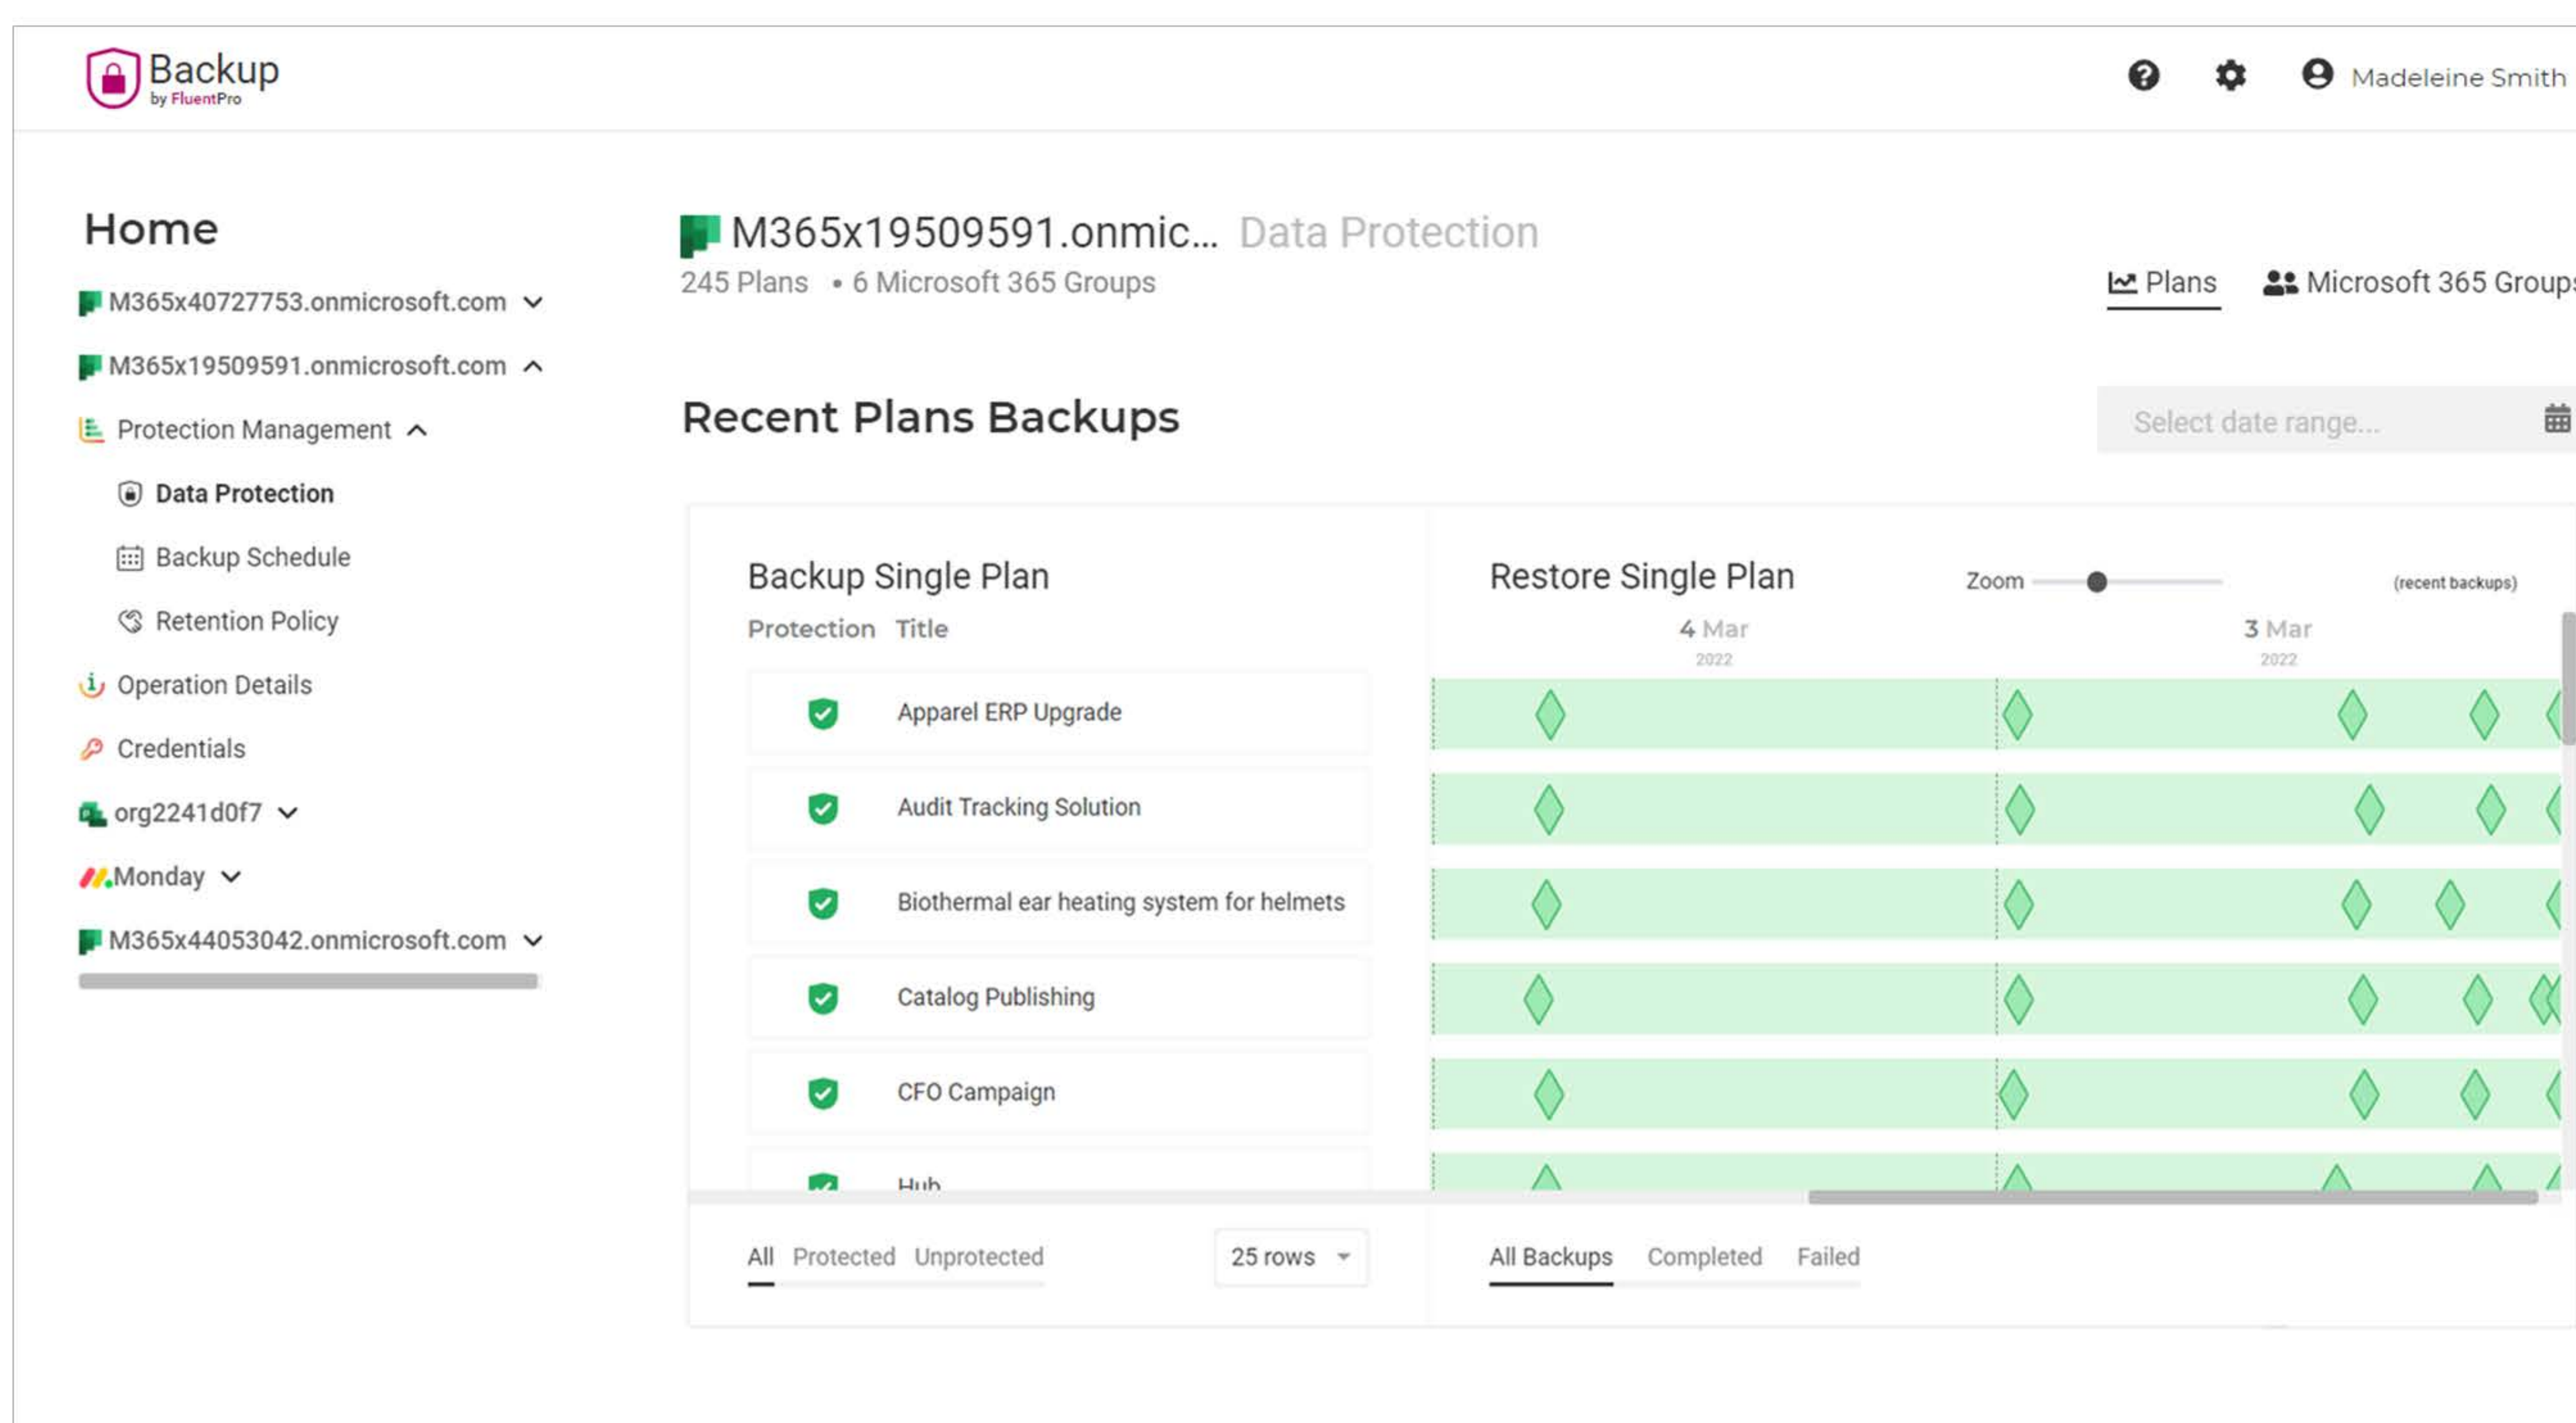 Backup
by FluentPro
Madeleine Smith
Home
M365x40727753.onmicrosoft.com
M365x19509591.onmicrosoft.com
Protection Management
Data Protection
Backup Schedule
Retention Policy
Operation Details
Credentials
org2241d0f7
Monday
M365x44053042.onmicrosoft.com
M365x19509591.onmic... Data Protection
245 Plans • 6 Microsoft 365 Groups
Plans Microsoft 365 Groups
Recent Plans Backups
Select date range...
Backup Single Plan
Protection Title
Apparel ERP Upgrade
Audit Tracking Solution
Biothermal ear heating system for helmets
Catalog Publishing
CFO Campaign
Hub
All Protected Unprotected
25 rows
Restore Single Plan
Zoom
(recent backups)
4 Mar
2022
3 Mar
2022
All Backups Completed Failed